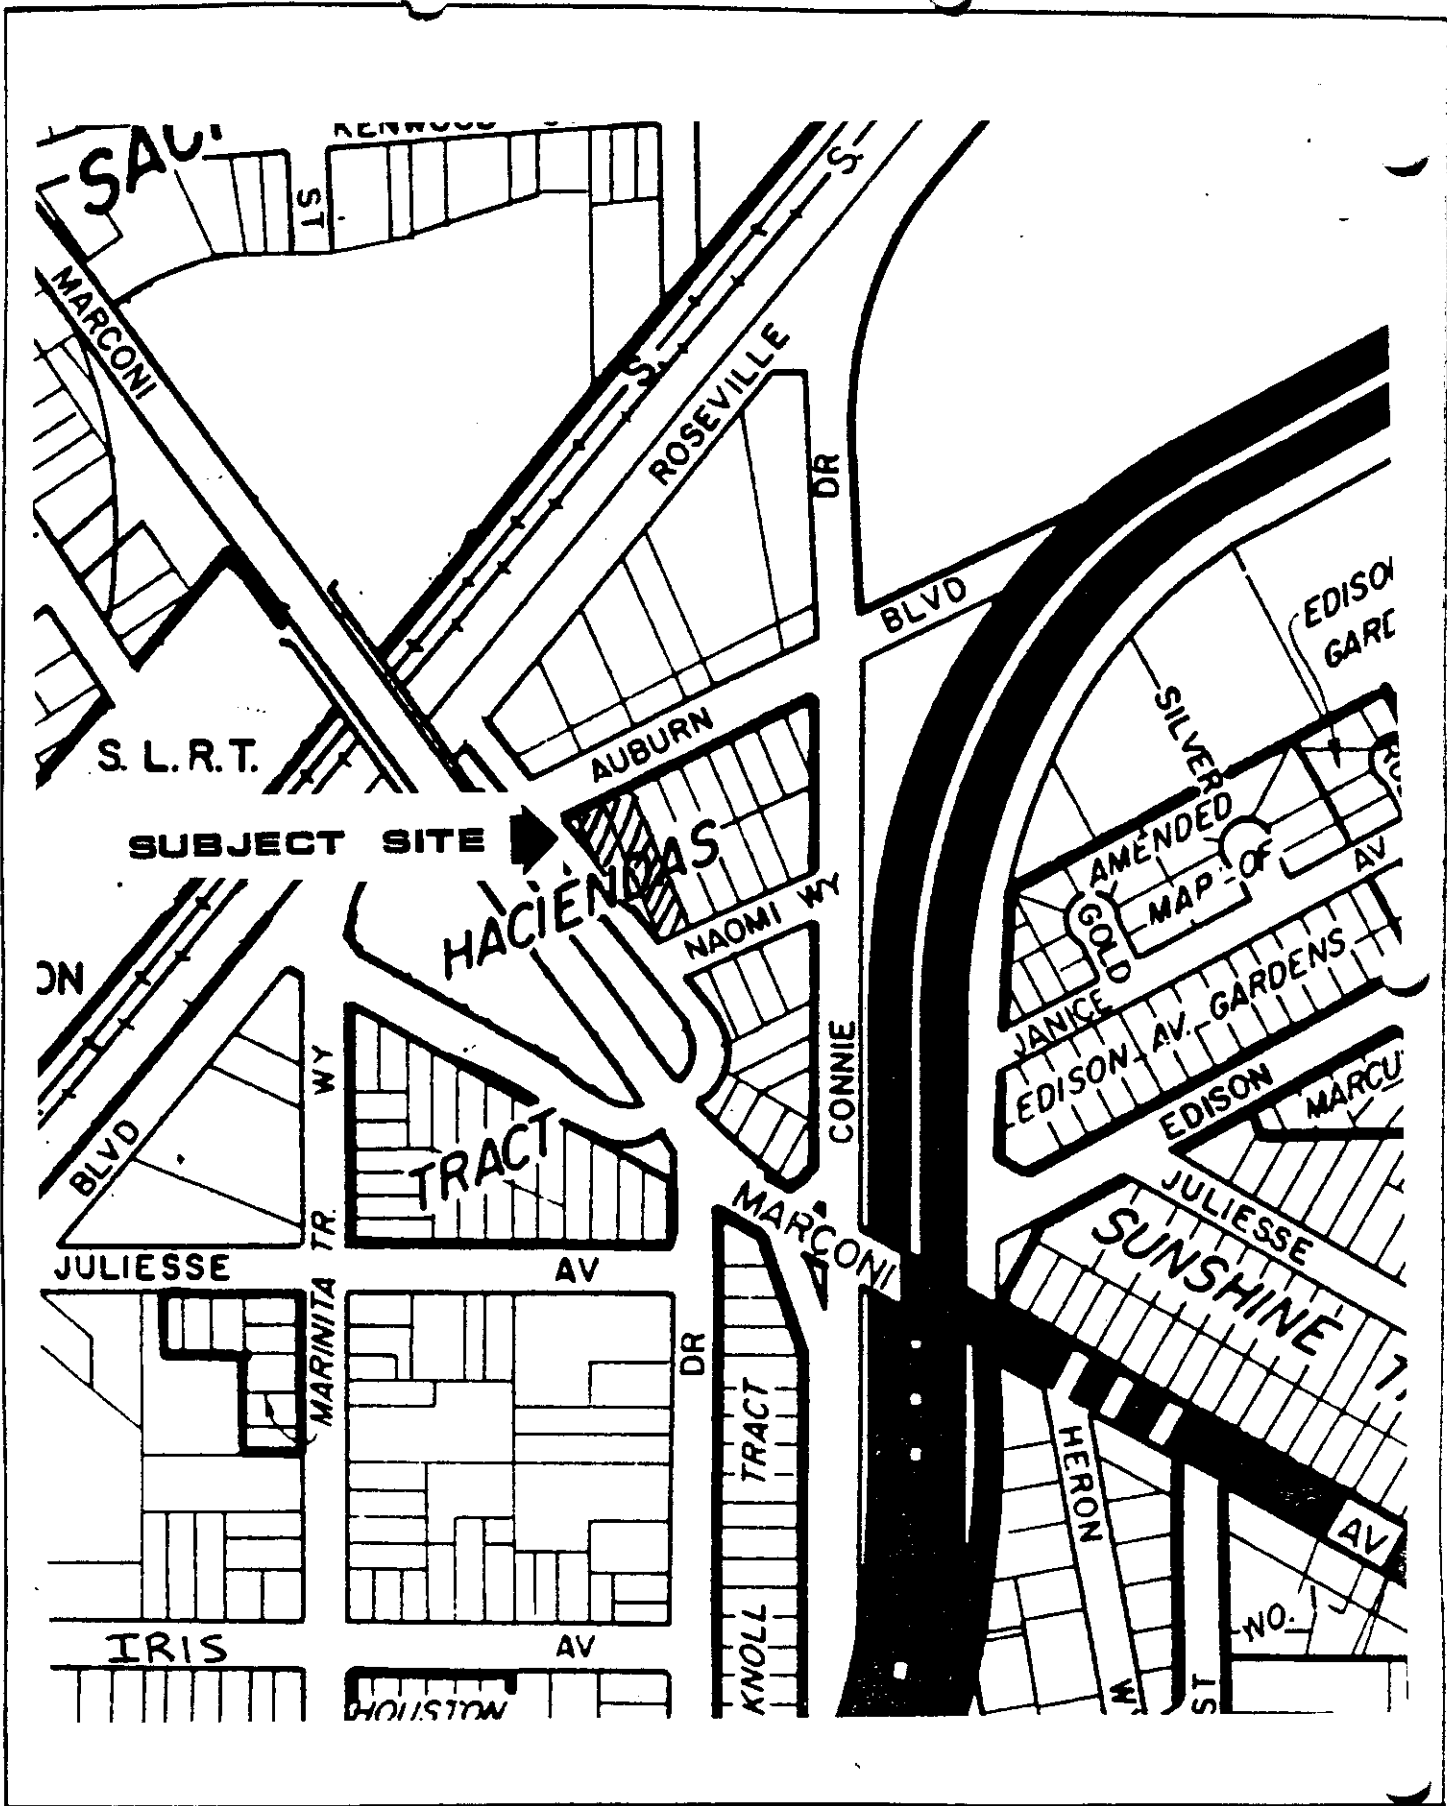 KENWOOD
ST
MARCONI
S.
S.
ROSEVILLE
DR
BLVD
EDISON
GARD
SILVER
AUBURN
S. L. R. T.
SUBJECT SITE
HACIENDAS
AMENDED
MAP OF
AV
GOLD
NAOMI WY
ON
JANICE
EDISON AV. GARDENS
CONNIE
EDISON
MARCU
WY
BLVD
TRACT
JULIESSE
MARCONI
SUNSHINE
TR.
JULIESSE
AV
MARINITA
DR
TRACT
HERON
AV
NO.
IRIS
AV
KNOLL
W
ST
HOUSTON